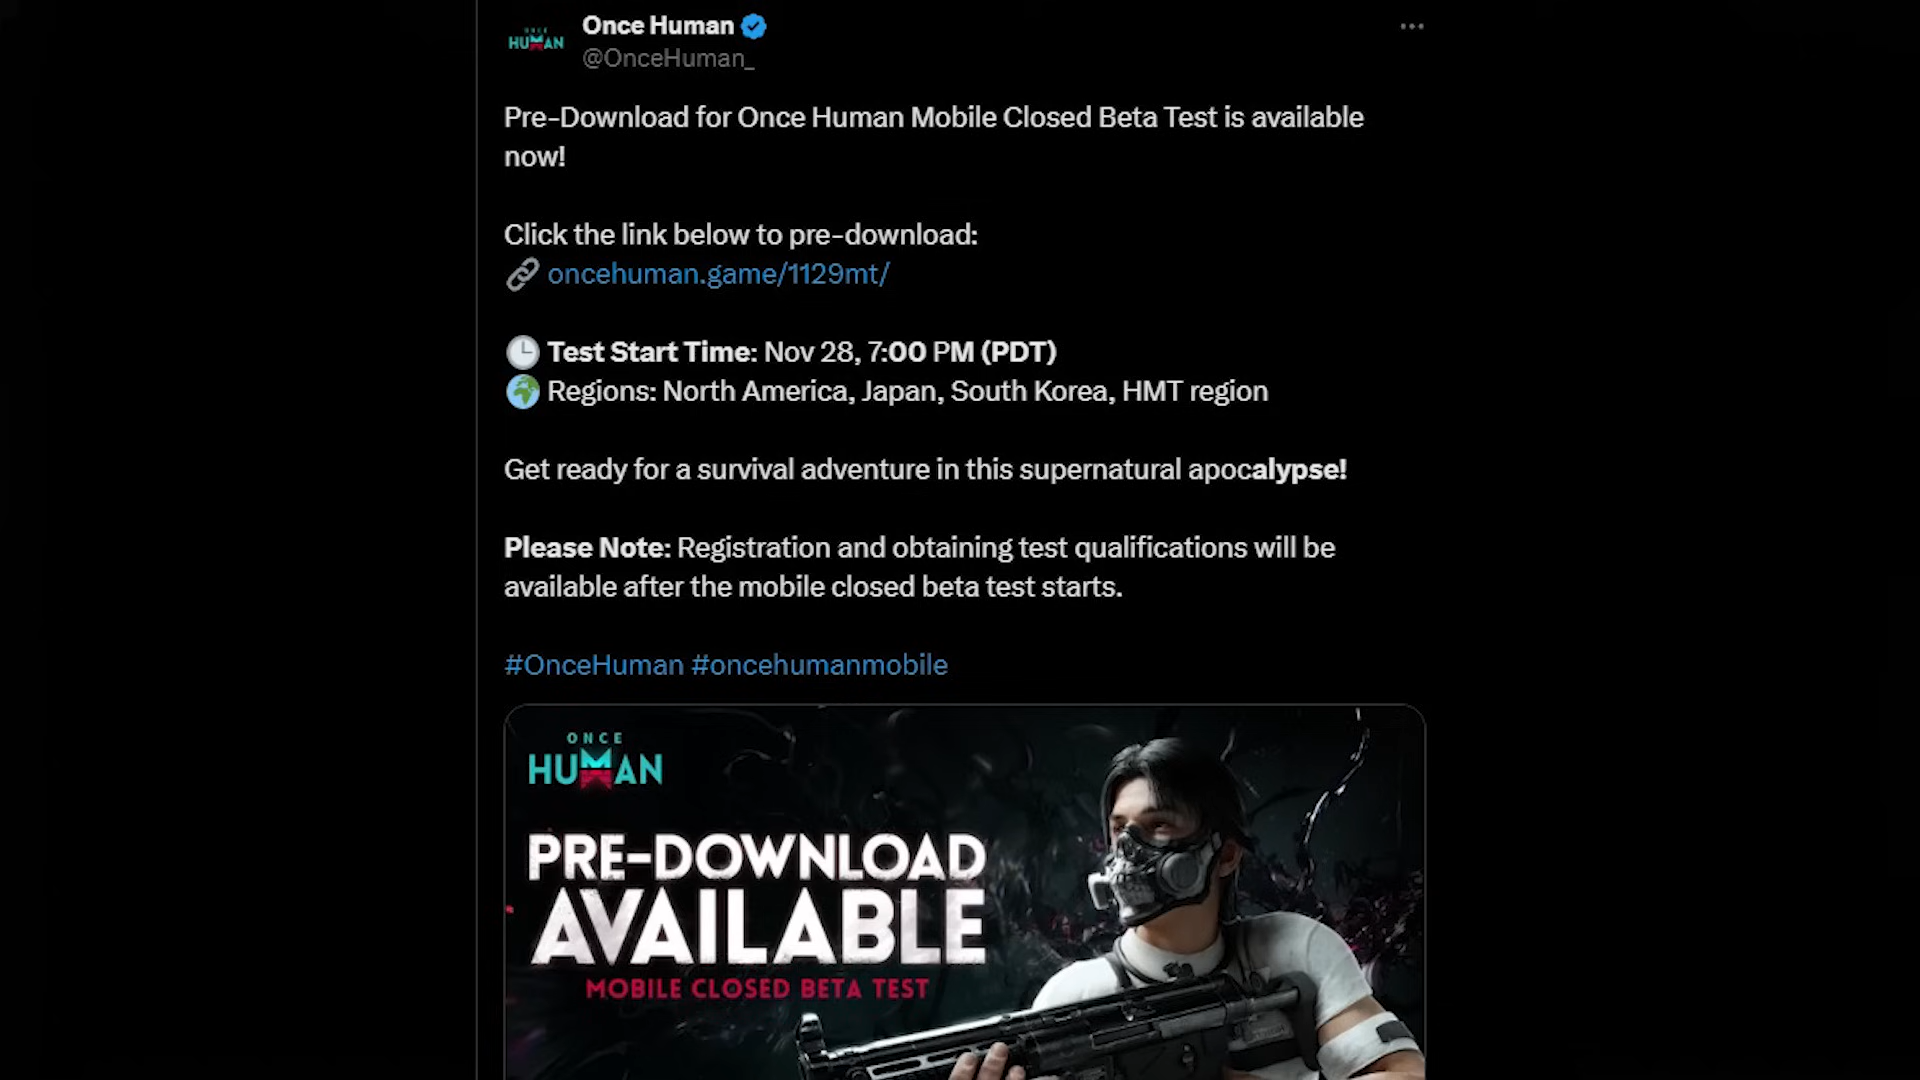 Once Human
@OnceHuman_
ONCE
HUMAN
Pre-Download for Once Human Mobile Closed Beta Test is available
now!
Click the link below to pre-download:
oncehuman.game/1129mt/
Test Start Time: Nov 28, 7:00 PM (PDT)
Regions: North America, Japan, South Korea, HMT region
Get ready for a survival adventure in this supernatural apocalypse!
Please Note: Registration and obtaining test qualifications will be
available after the mobile closed beta test starts.
#OnceHuman #oncehumanmobile
ONCE
HUMAN
PRE-DOWNLOAD
AVAILABLE
MOBILE CLOSED BETA TEST